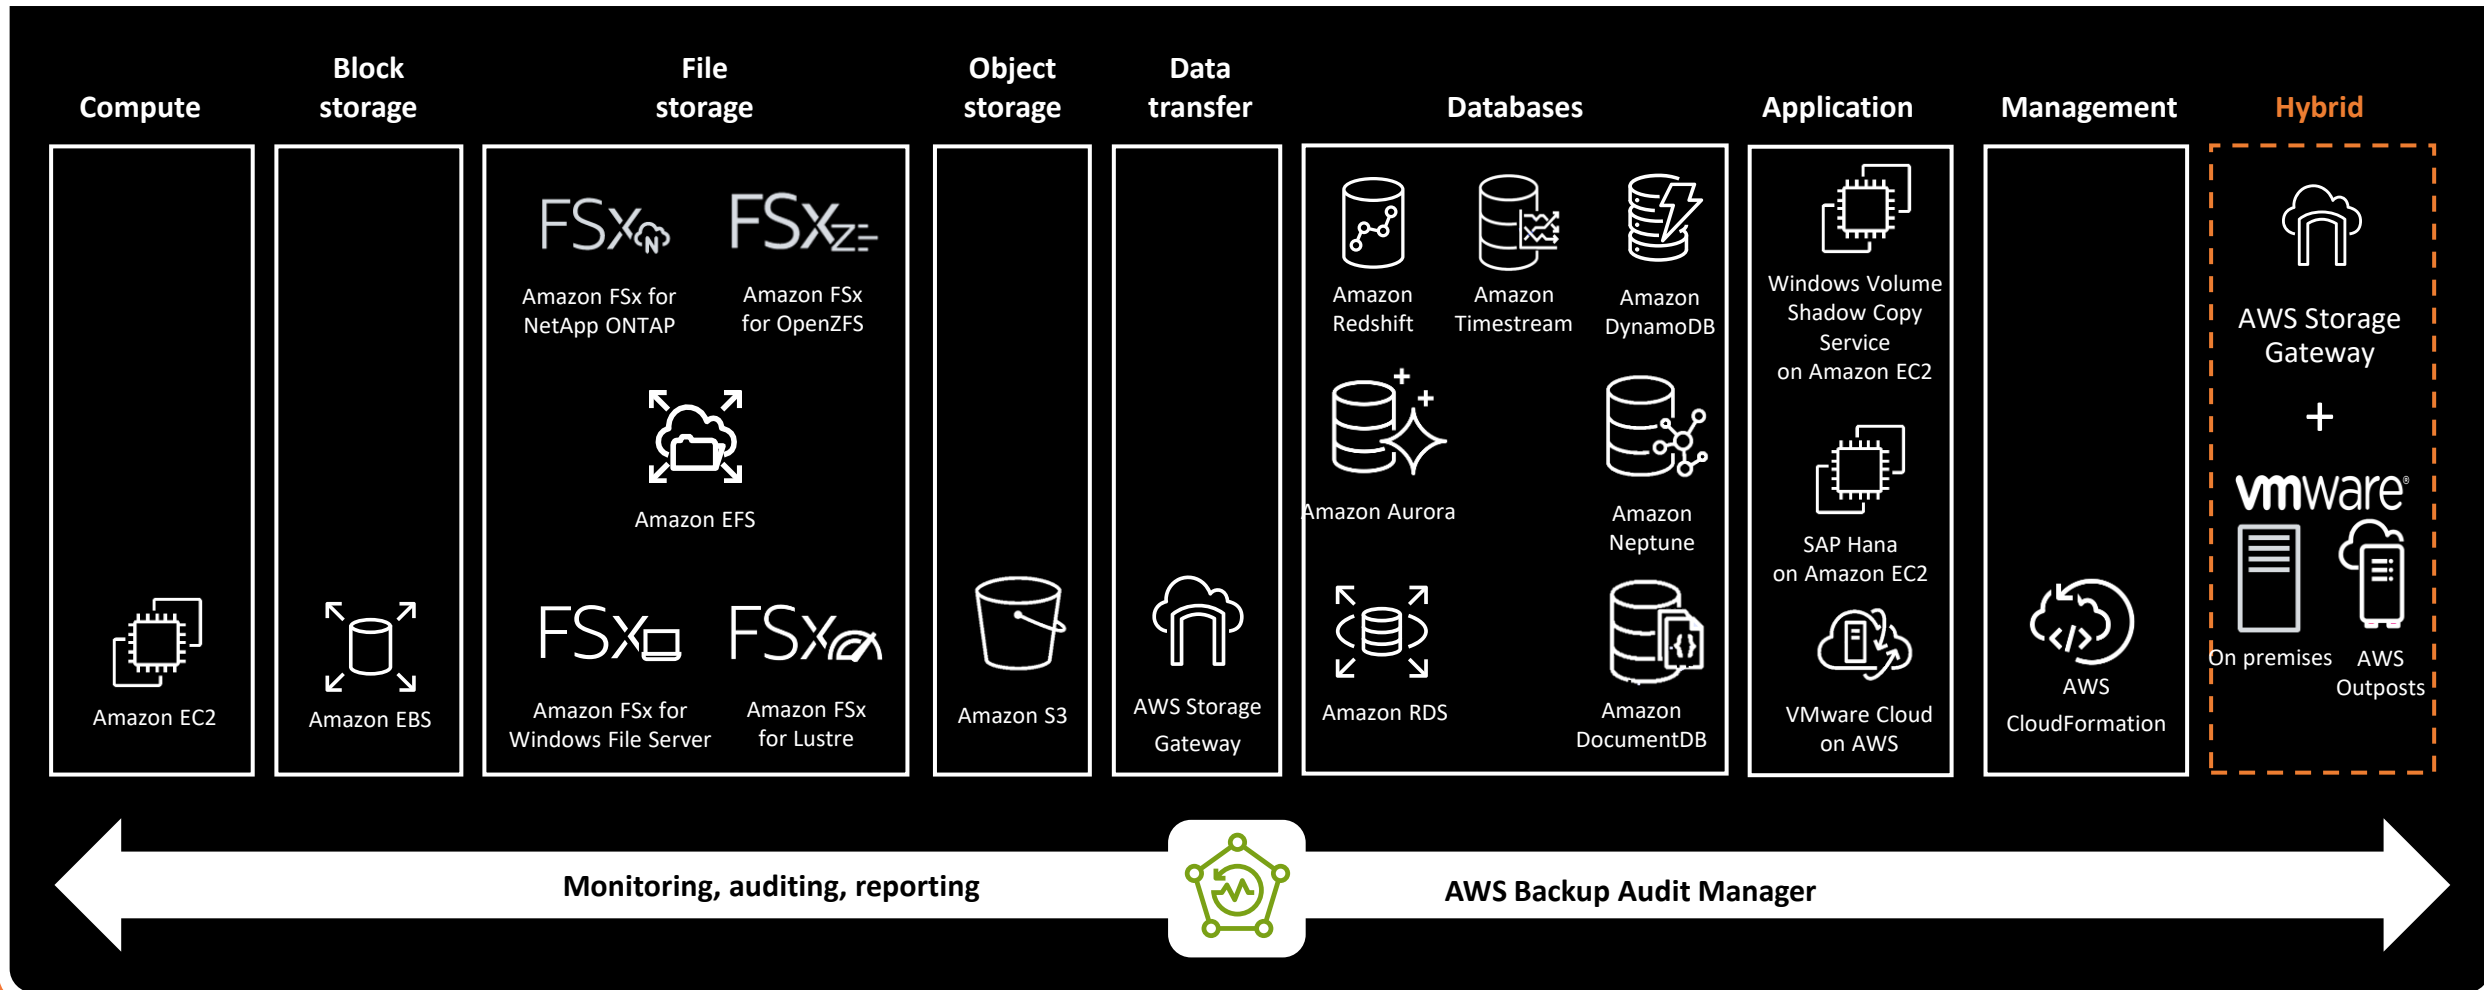 Compute
Block
storage
File
storage
Object
storage
Data
transfer
Databases
Application
Management
Hybrid
Amazon EC2
Amazon EBS
FSx N
Amazon FSx for
NetApp ONTAP
FSx Z
Amazon FSx
for OpenZFS
Amazon EFS
FSx
Amazon FSx for
Windows File Server
FSx
Amazon FSx
for Lustre
Amazon S3
AWS Storage
Gateway
Amazon
Redshift
Amazon
Timestream
Amazon
DynamoDB
Amazon Aurora
Amazon
Neptune
Amazon RDS
{}
Amazon
DocumentDB
Windows Volume
Shadow Copy
Service
on Amazon EC2
SAP Hana
on Amazon EC2
VMware Cloud
on AWS
</>
AWS
CloudFormation
AWS Storage
Gateway
+
vmware®
On premises
AWS
Outposts
Monitoring, auditing, reporting
AWS Backup Audit Manager